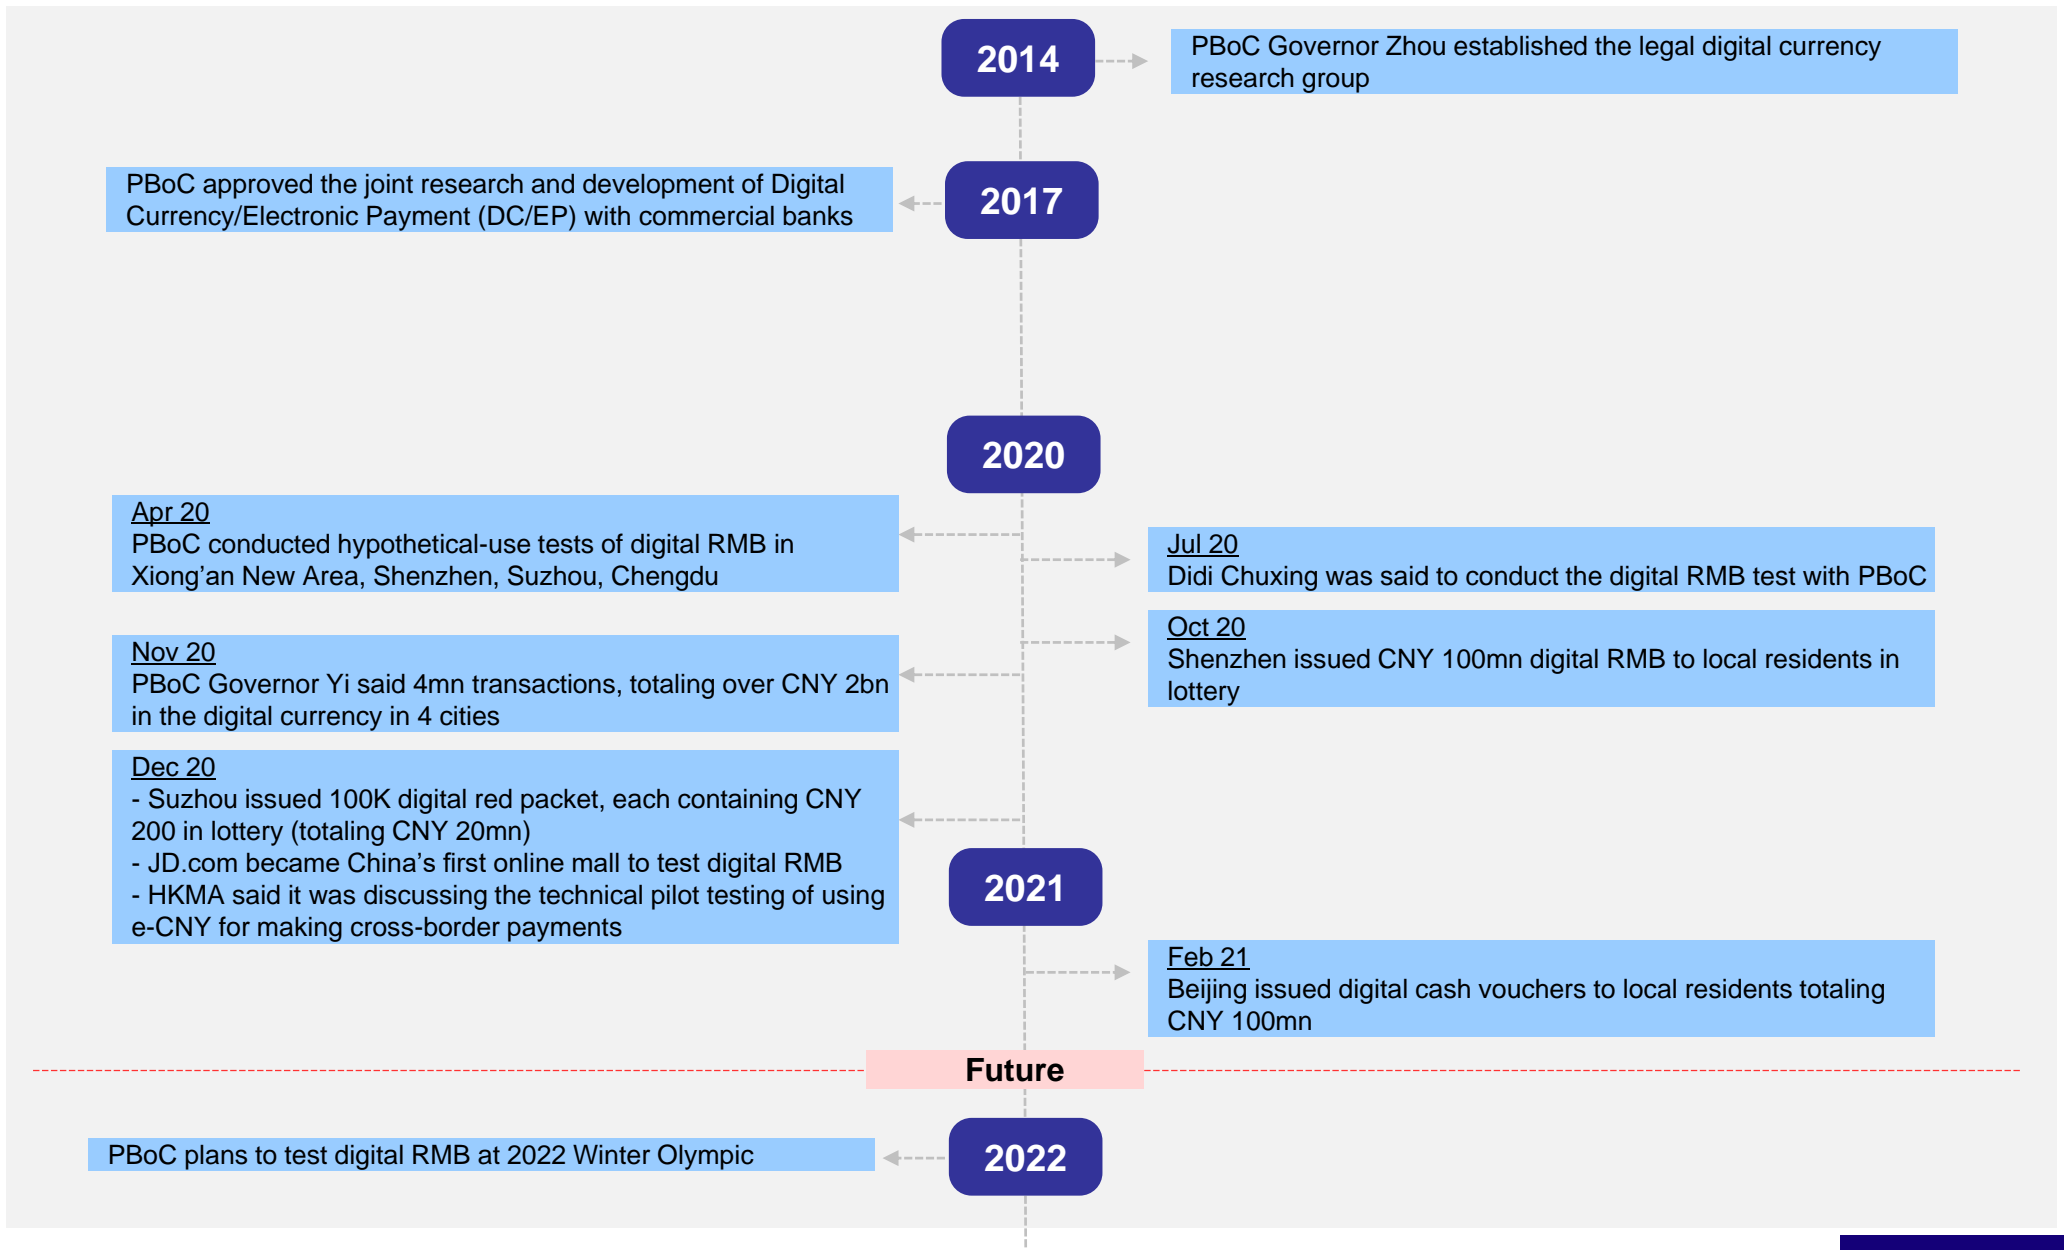 2014
PBoC Governor Zhou established the legal digital currency
research group
2017
PBoC approved the joint research and development of Digital
Currency/Electronic Payment (DC/EP) with commercial banks
2020
Apr 20
PBoC conducted hypothetical-use tests of digital RMB in
Xiong’an New Area, Shenzhen, Suzhou, Chengdu
Jul 20
Didi Chuxing was said to conduct the digital RMB test with PBoC
Oct 20
Shenzhen issued CNY 100mn digital RMB to local residents in
lottery
Nov 20
PBoC Governor Yi said 4mn transactions, totaling over CNY 2bn
in the digital currency in 4 cities
Dec 20
- Suzhou issued 100K digital red packet, each containing CNY
200 in lottery (totaling CNY 20mn)
- JD.com became China’s first online mall to test digital RMB
- HKMA said it was discussing the technical pilot testing of using
e-CNY for making cross-border payments
2021
Feb 21
Beijing issued digital cash vouchers to local residents totaling
CNY 100mn
Future
2022
PBoC plans to test digital RMB at 2022 Winter Olympic